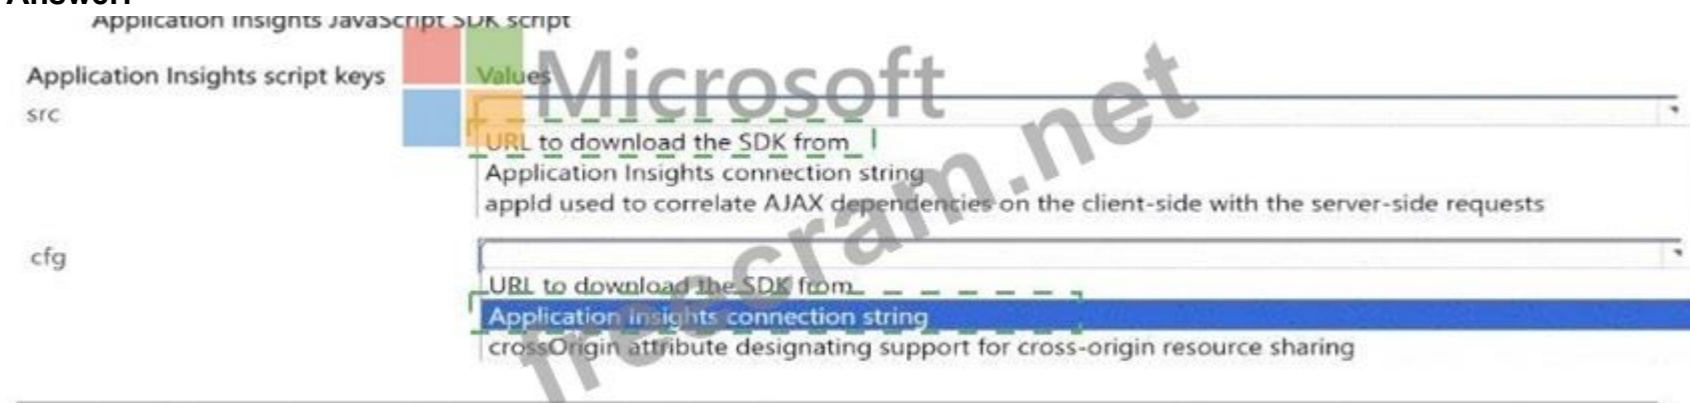 Answer:
Application Insights JavaScript SDK script
Microsoft
Application Insights script keys Values
src
URL to download the SDK from
Application Insights connection string
appId used to correlate AJAX dependencies on the client-side with the server-side requests
cfg
URL to download the SDK from
Application Insights connection string
crossOrigin attribute designating support for cross-origin resource sharing
freecram.net